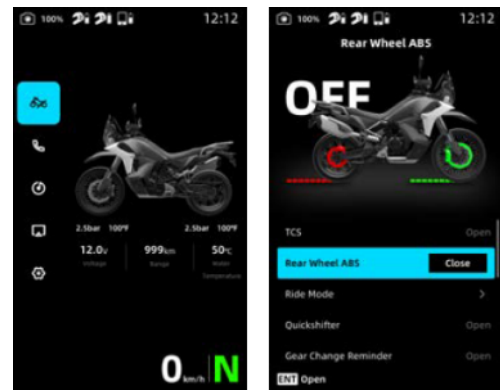 100%
12:12
2.5bar 100°F
2.5bar 100°F
12.0v
999km
50°C
Voltage
Range
Water
Temperature
0 km/h N
100%
12:12
Rear Wheel ABS
OFF
TCS Open
Rear Wheel ABS Close
Ride Mode
Quickshifter Open
Gear Change Reminder Open
ENT Open